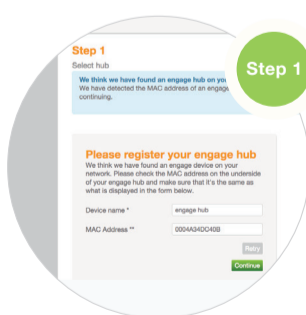 Step 1
Step 1
Select hub
We think we have found an engage hub on
We have detected the MAC address of an engage
continuing.
Please register your engage hub
We think we have found an engage device on your
network. Please check the MAC address on the underside
of your engage hub and make sure that it's the same as
what is displayed in the form below.
Device name *
engage hub
MAC Address **
0004A34DC40B
Retry
Continue